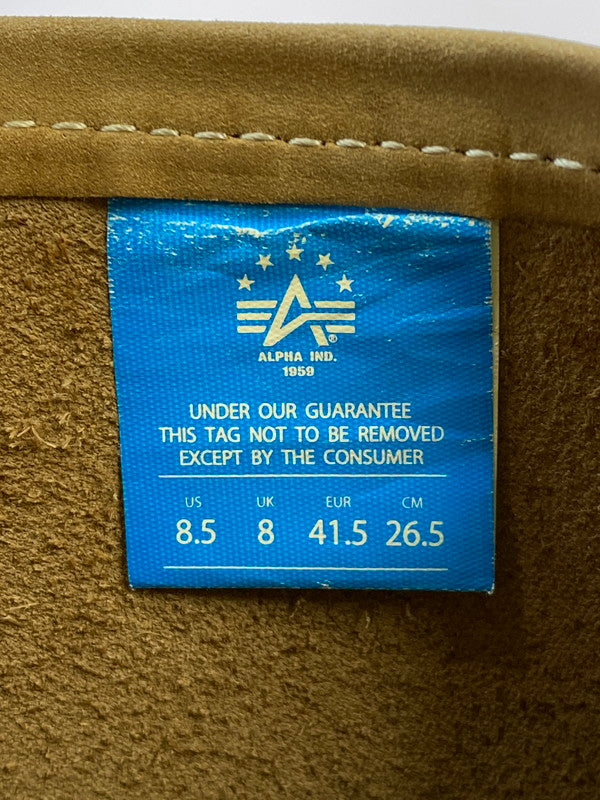 ®
ALPHA IND.
1959
UNDER OUR GUARANTEE
THIS TAG NOT TO BE REMOVED
EXCEPT BY THE CONSUMER
US UK EUR CM
8.5 8 41.5 26.5